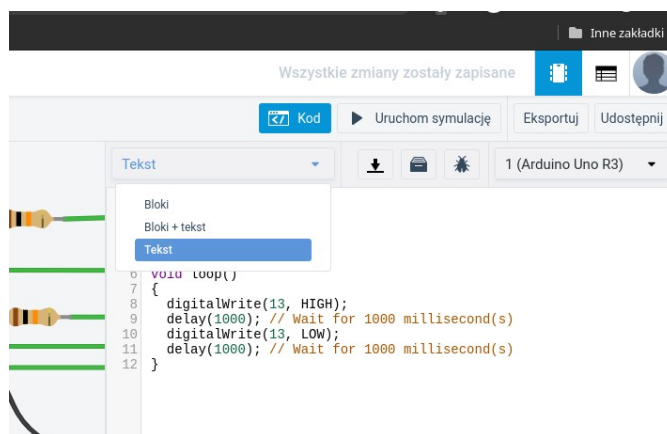 Inne zakładki
Wszystkie zmiany zostały zapisane
Kod
Uruchom symulację
Eksportuj
Udostępnij
Tekst
1 (Arduino Uno R3)
Bloki
Bloki + tekst
Tekst
6 void loop()
7 {
8 digitalWrite(13, HIGH);
9 delay(1000); // Wait for 1000 millisecond(s)
10 digitalWrite(13, LOW);
11 delay(1000); // Wait for 1000 millisecond(s)
12 }